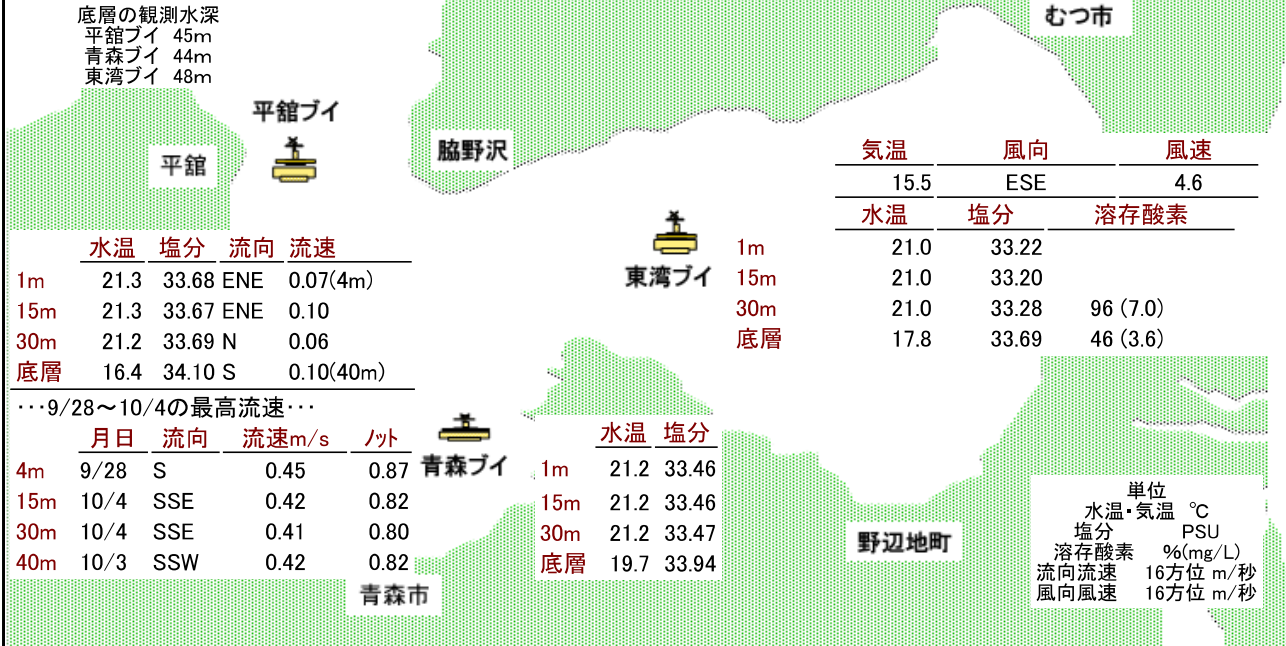 底層の観測水深
平舘ブイ 45m
青森ブイ 44m
東湾ブイ 48m
むつ市
平舘ブイ
脇野沢
平舘
気温 風向 風速
15.5 ESE 4.6
水温 塩分 溶存酸素
1m 21.0 33.22
15m 21.0 33.20
30m 21.0 33.28 96 (7.0)
底層 17.8 33.69 46 (3.6)
東湾ブイ
水温 塩分 流向 流速
1m 21.3 33.68 ENE 0.07(4m)
15m 21.3 33.67 ENE 0.10
30m 21.2 33.69 N 0.06
底層 16.4 34.10 S 0.10(40m)
･･･9/28～10/4の最高流速･･･
月日 流向 流速m/s ﾉｯﾄ
4m 9/28 S 0.45 0.87
15m 10/4 SSE 0.42 0.82
30m 10/4 SSE 0.41 0.80
40m 10/3 SSW 0.42 0.82
青森ブイ
水温 塩分
1m 21.2 33.46
15m 21.2 33.46
30m 21.2 33.47
底層 19.7 33.94
青森市
野辺地町
単位
水温･気温 ℃
塩分 PSU
溶存酸素 %(mg/L)
流向流速 16方位 m/秒
風向風速 16方位 m/秒